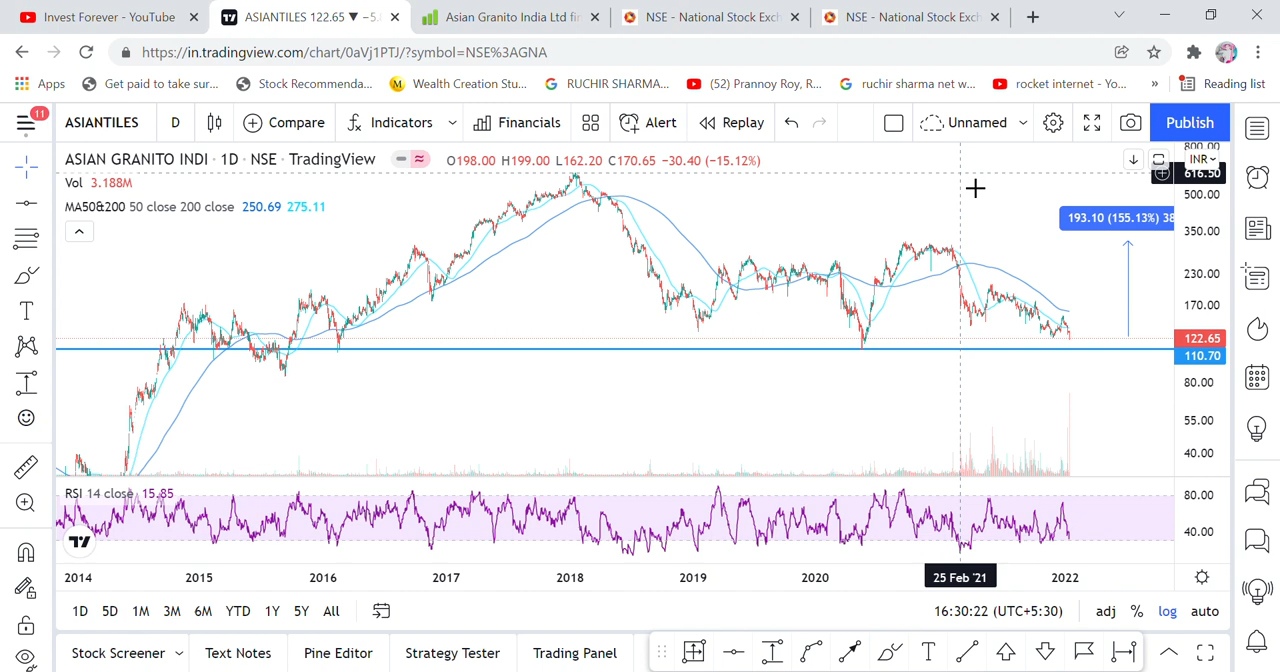 Invest Forever - YouTube
ASIANTILES 122.65 ▼ −5.
Asian Granito India Ltd fin
NSE - National Stock Exch
NSE - National Stock Exch
https://in.tradingview.com/chart/0aVj1PTJ/?symbol=NSE%3AGNA
Apps
Get paid to take sur...
Stock Recommenda...
Wealth Creation Stu...
RUCHIR SHARMA...
(52) Prannoy Roy, R...
ruchir sharma net w...
rocket internet - Yo...
»
Reading list
11
ASIANTILES
D
Compare
Indicators
Financials
Alert
Replay
Unnamed
Publish
ASIAN GRANITO INDI · 1D · NSE · TradingView
O198.00 H199.00 L162.20 C170.65 −30.40 (−15.12%)
Vol 3.188M
MA50&200 50 close 200 close 250.69 275.11
INR
800.00
616.50
500.00
350.00
230.00
170.00
122.65
110.70
80.00
55.00
40.00
193.10 (155.13%) 38
RSI 14 close 15.85
80.00
40.00
2014 2015 2016 2017 2018 2019 2020 25 Feb '21 2022
1D 5D 1M 3M 6M YTD 1Y 5Y All
16:30:22 (UTC+5:30)
adj % log auto
Stock Screener
Text Notes
Pine Editor
Strategy Tester
Trading Panel